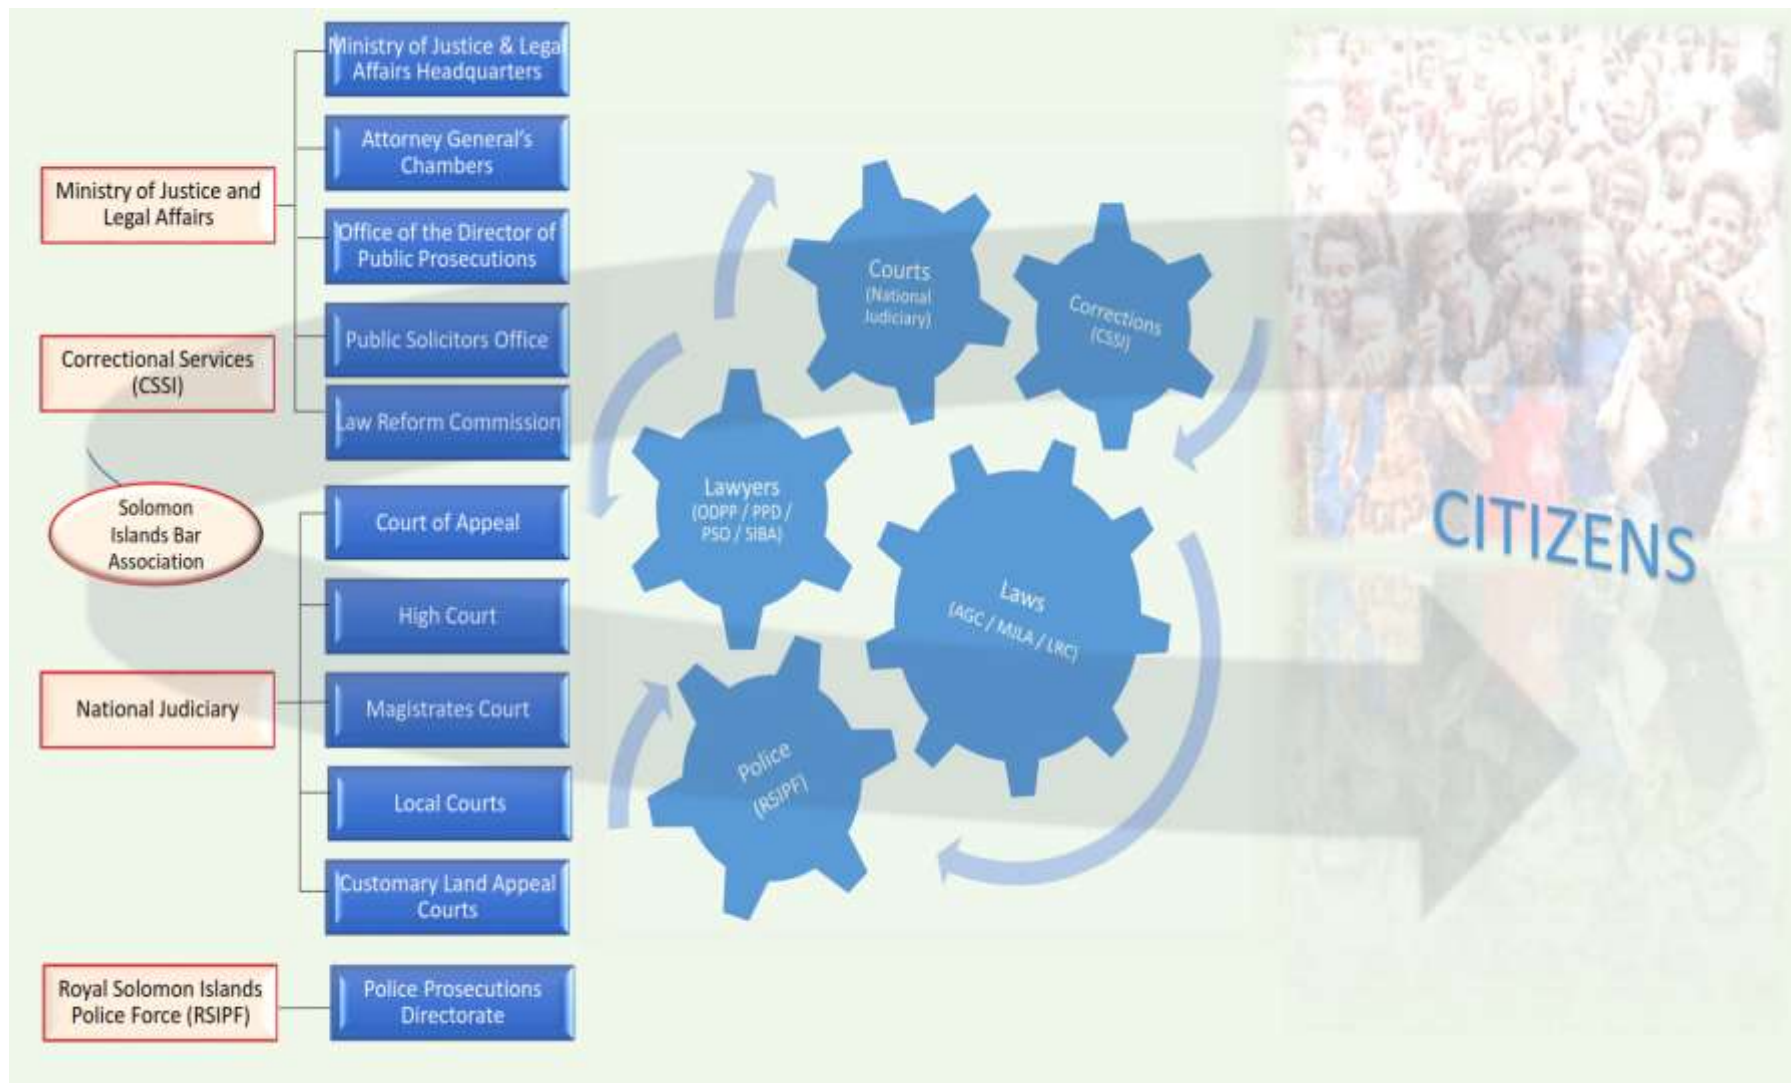 Ministry of Justice and
Legal Affairs
Ministry of Justice & Legal
Affairs Headquarters
Attorney General's
Chambers
Office of the Director of
Public Prosecutions
Public Solicitors Office
Law Reform Commission
Correctional Services
(CSSI)
Solomon
Islands Bar
Association
National Judiciary
Court of Appeal
High Court
Magistrates Court
Local Courts
Customary Land Appeal
Courts
Royal Solomon Islands
Police Force (RSIPF)
Police Prosecutions
Directorate
Courts
(National
Judiciary)
Corrections
(CSSI)
Lawyers
(ODPP / PPD /
PSO / SIBA)
Laws
(AGC / MJLA / LRC)
Police
(RSIPF)
CITIZENS